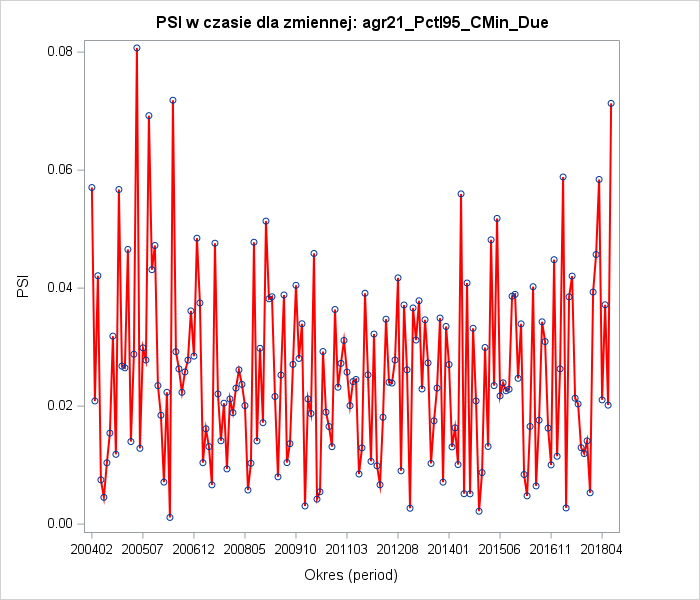 PSI w czasie dla zmiennej: agr21_Pctl95_CMin_Due
0.08
0.06
0.04
0.02
0.00
PSI
200402 200507 200612 200805 200910 201103 201208 201401 201506 201611 201804
Okres (period)